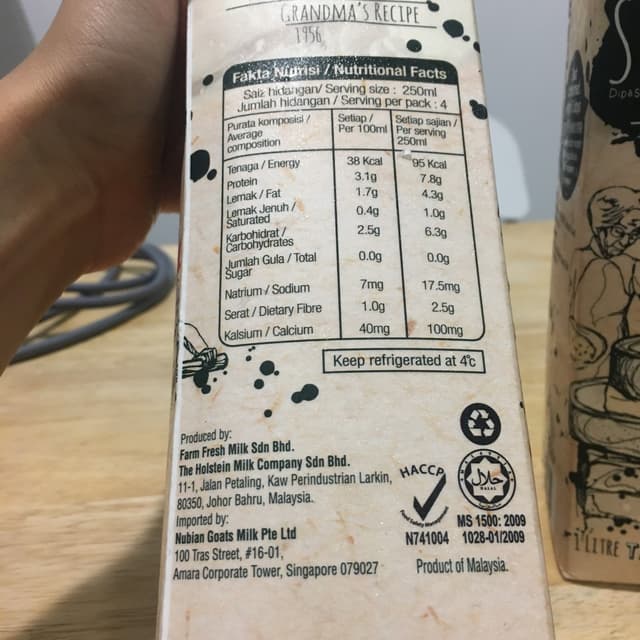 GRANDMA'S RECIPE
1956
Fakta Nutrisi / Nutritional Facts
Saiz hidangan/ Serving size : 250ml
Jumlah hidangan / Serving per pack : 4
Purata komposisi / Average composition
Setiap / Per 100ml
Setiap sajian / Per serving 250ml
Tenaga / Energy 38 Kcal 95 Kcal
Protein 3.1g 7.8g
Lemak / Fat 1.7g 4.3g
Lemak Jenuh / Saturated 0.4g 1.0g
Karbohidrat / Carbohydrates 2.5g 6.3g
Jumlah Gula / Total Sugar 0.0g 0.0g
Natrium / Sodium 7mg 17.5mg
Serat / Dietary Fibre 1.0g 2.5g
Kalsium / Calcium 40mg 100mg
Keep refrigerated at 4°c
Produced by:
Farm Fresh Milk Sdn Bhd.
The Holstein Milk Company Sdn Bhd.
11-1, Jalan Petaling, Kaw Perindustrian Larkin,
80350, Johor Bahru, Malaysia.
Imported by:
Nubian Goats Milk Pte Ltd
100 Tras Street, #16-01,
Amara Corporate Tower, Singapore 079027
HACCP
Food Safety Management
N741004
حلال
HALAL
MS 1500: 2009
1028-01/2009
Product of Malaysia.
S
1 LITRE